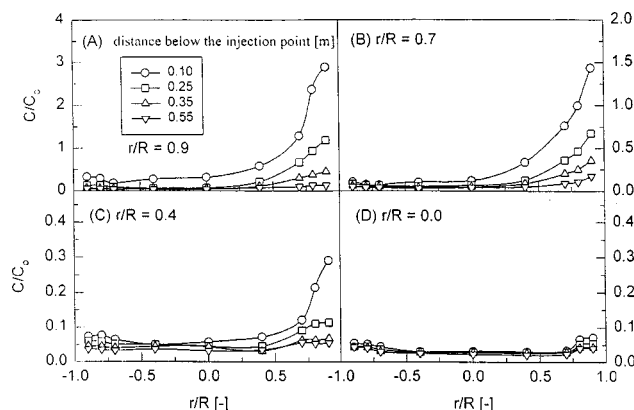 (A) distance below the injection point [m]
0.10
0.25
0.35
0.55
r/R = 0.9
(B) r/R = 0.7
(C) r/R = 0.4
(D) r/R = 0.0
C/C₀
4
3
2
1
0
2.0
1.5
1.0
0.5
0.0
C/C₀
0.4
0.3
0.2
0.1
0.0
0.4
0.3
0.2
0.1
0.0
-1.0 -0.5 0.0 0.5 -1.0 -0.5 0.0 0.5 1.0
r/R [-] r/R [-]